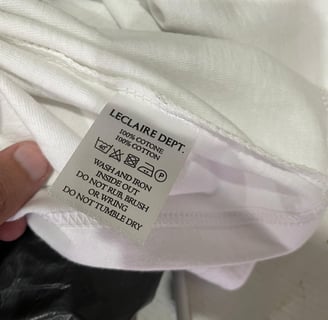 LECLAIRE DEPT.
100% COTONE
100% COTTON
P
WASH AND IRON
INSIDE OUT
DO NOT RUB, BRUSH
OR WRING
DO NOT TUMBLE DRY